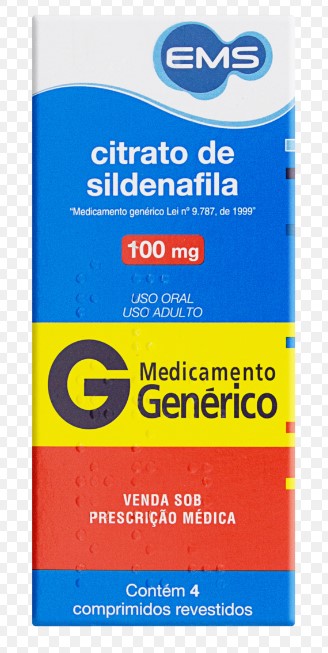 EMS
citrato de
sildenafila
"Medicamento genérico Lei nº 9.787, de 1999"
100 mg
USO ORAL
USO ADULTO
G Medicamento
Genérico
VENDA SOB
PRESCRIÇÃO MÉDICA
Contém 4
comprimidos revestidos